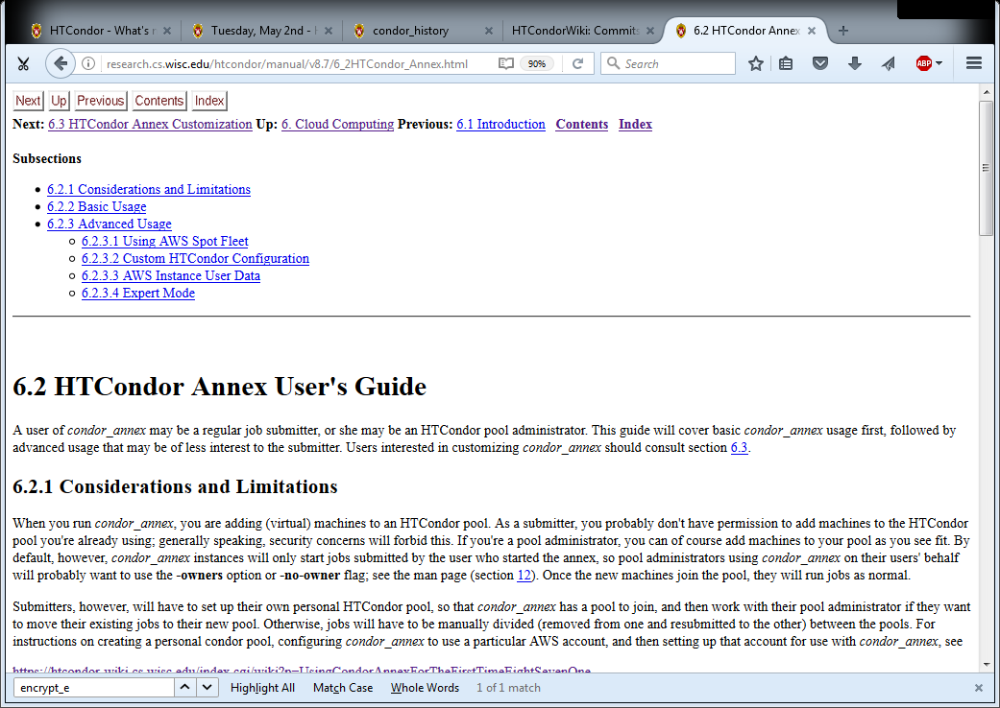 HTCondor - What's
Tuesday, May 2nd -
condor_history
HTCondorWiki: Commits
6.2 HTCondor Annex
research.cs.wisc.edu/htcondor/manual/v8.7/6_2HTCondor_Annex.html
90%
Search
ABP
Next Up Previous Contents Index
Next: 6.3 HTCondor Annex Customization Up: 6. Cloud Computing Previous: 6.1 Introduction Contents Index
Subsections
6.2.1 Considerations and Limitations
6.2.2 Basic Usage
6.2.3 Advanced Usage
6.2.3.1 Using AWS Spot Fleet
6.2.3.2 Custom HTCondor Configuration
6.2.3.3 AWS Instance User Data
6.2.3.4 Expert Mode
6.2 HTCondor Annex User's Guide
A user of condor_annex may be a regular job submitter, or she may be an HTCondor pool administrator. This guide will cover basic condor_annex usage first, followed by
advanced usage that may be of less interest to the submitter. Users interested in customizing condor_annex should consult section 6.3.
6.2.1 Considerations and Limitations
When you run condor_annex, you are adding (virtual) machines to an HTCondor pool. As a submitter, you probably don't have permission to add machines to the HTCondor
pool you're already using; generally speaking, security concerns will forbid this. If you're a pool administrator, you can of course add machines to your pool as you see fit. By
default, however, condor_annex instances will only start jobs submitted by the user who started the annex, so pool administrators using condor_annex on their users' behalf
will probably want to use the -owners option or -no-owner flag; see the man page (section 12). Once the new machines join the pool, they will run jobs as normal.
Submitters, however, will have to set up their own personal HTCondor pool, so that condor_annex has a pool to join, and then work with their pool administrator if they want
to move their existing jobs to their new pool. Otherwise, jobs will have to be manually divided (removed from one and resubmitted to the other) between the pools. For
instructions on creating a personal condor pool, configuring condor_annex to use a particular AWS account, and then setting up that account for use with condor_annex, see
https://htcondor-wiki.cs.wisc.edu/index.cgi/wiki?p=UsingCondorAnnexForTheFirstTimeEightSevenOne
encrypt_e
Highlight All
Match Case
Whole Words
1 of 1 match